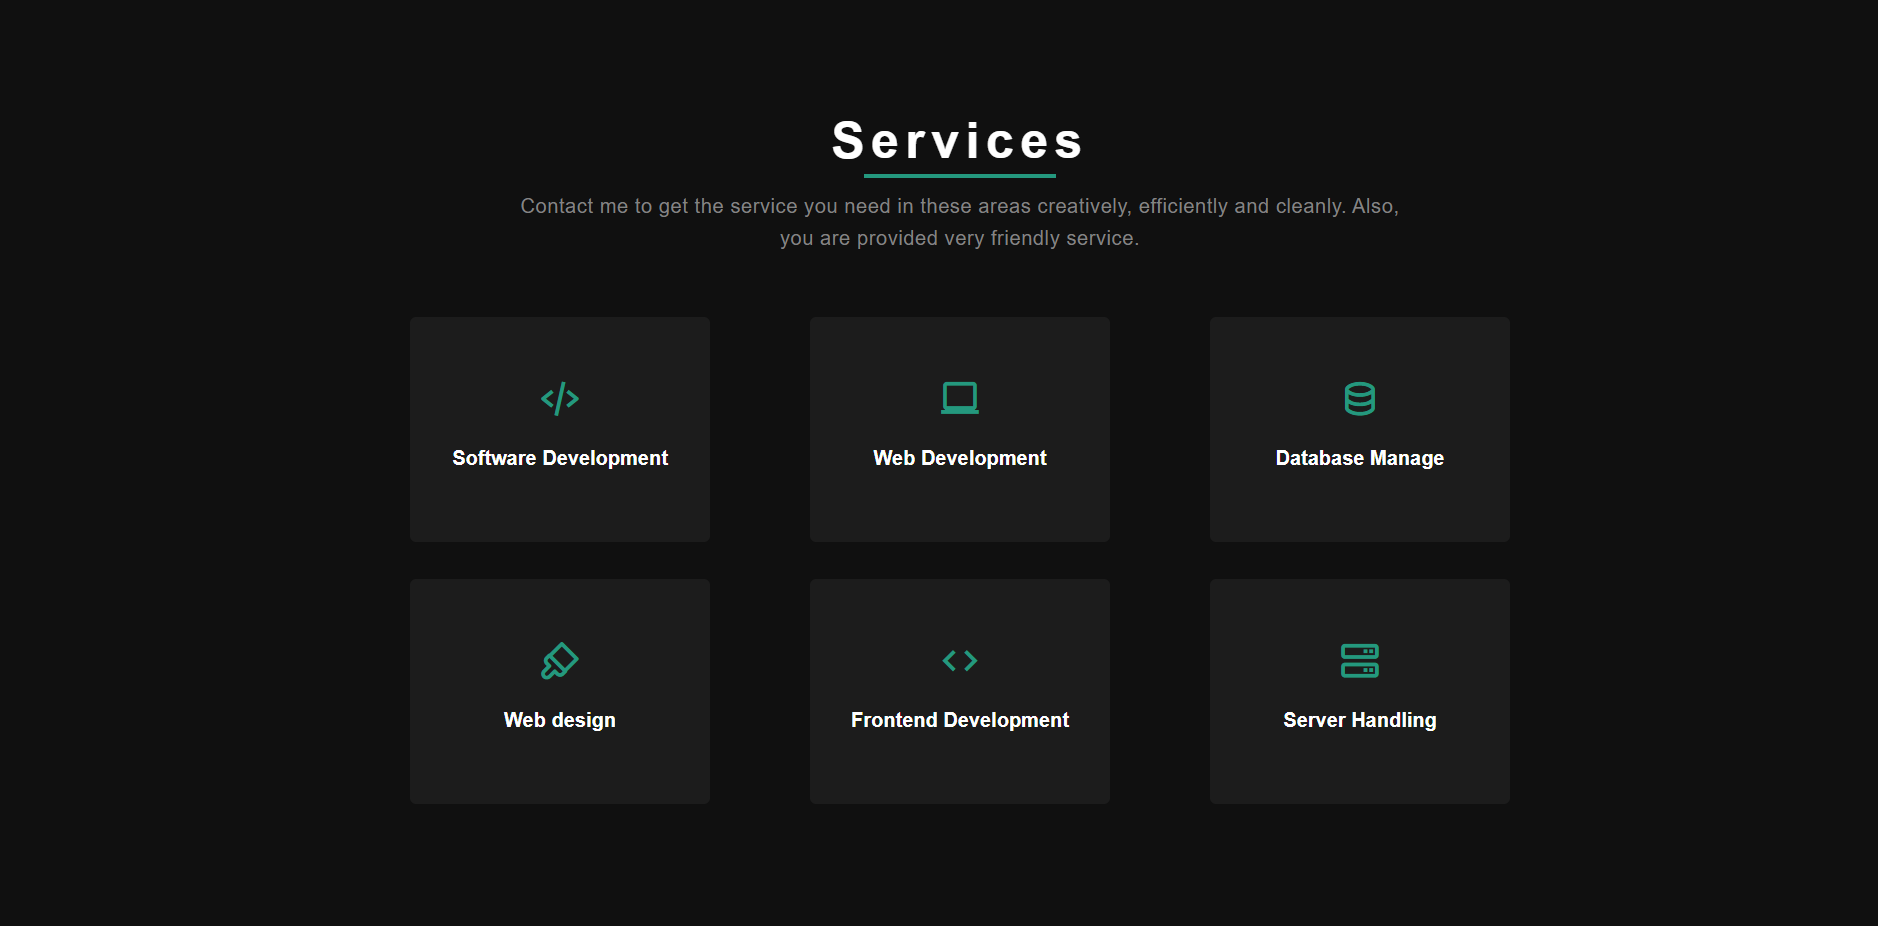 Services
Contact me to get the service you need in these areas creatively, efficiently and cleanly. Also,
you are provided very friendly service.
Software Development
Web Development
Database Manage
Web design
Frontend Development
Server Handling